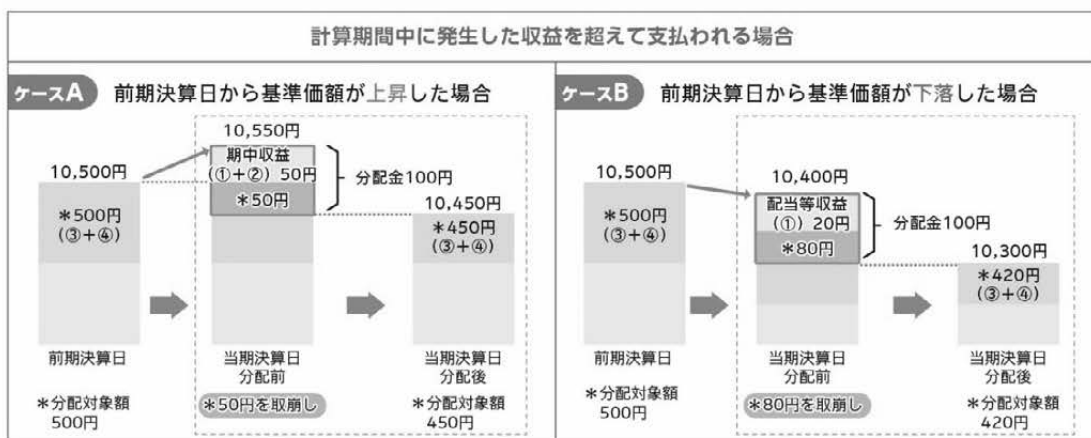 計算期間中に発生した収益を超えて支払われる場合
ケースA 前期決算日から基準価額が上昇した場合
10,550円
10,500円
期中収益
(①+②) 50円
*50円
分配金100円
*500円
(③+④)
10,450円
*450円
(③+④)
前期決算日
当期決算日
分配前
当期決算日
分配後
*分配対象額
500円
*50円を取崩し
*分配対象額
450円
ケースB 前期決算日から基準価額が下落した場合
10,500円
10,400円
配当等収益
(①) 20円
*80円
分配金100円
*500円
(③+④)
10,300円
*420円
(③+④)
前期決算日
当期決算日
分配前
当期決算日
分配後
*分配対象額
500円
*80円を取崩し
*分配対象額
420円